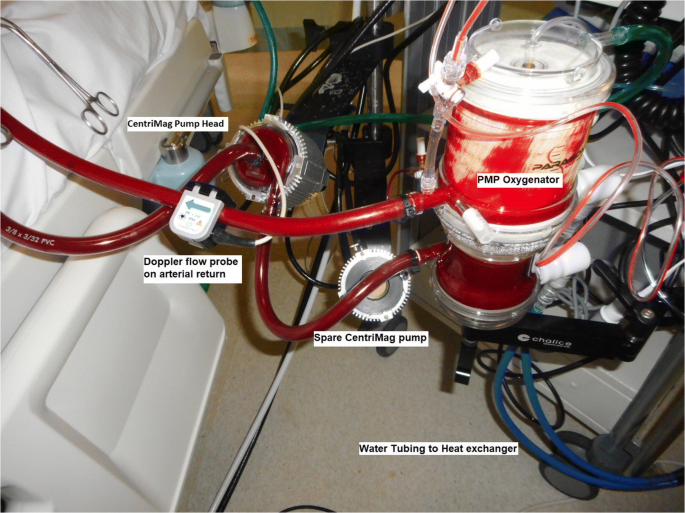 CentriMag Pump Head
PMP Oxygenator
3/8 x 3/32 PVC
Doppler flow probe
on arterial return
Spare CentriMag pump
chalice
Water Tubing to Heat exchanger